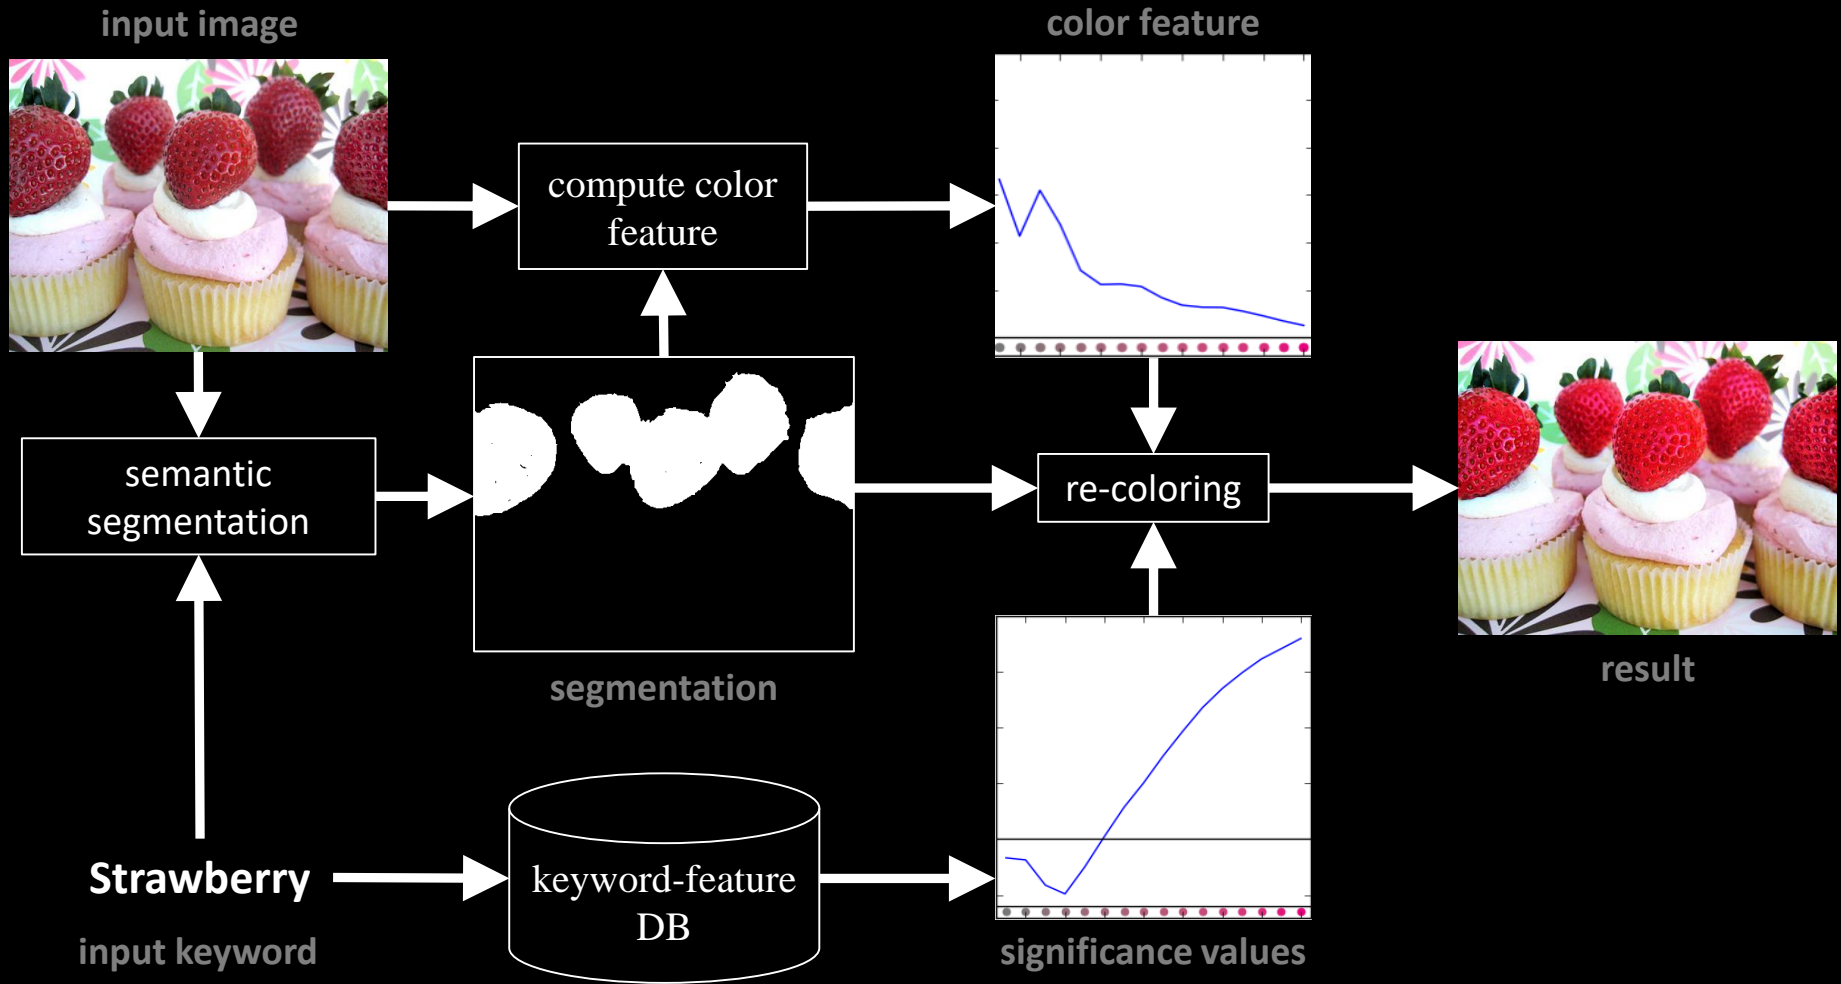 input image
color feature
compute color
feature
semantic
segmentation
re-coloring
segmentation
result
Strawberry
keyword-feature
DB
input keyword
significance values